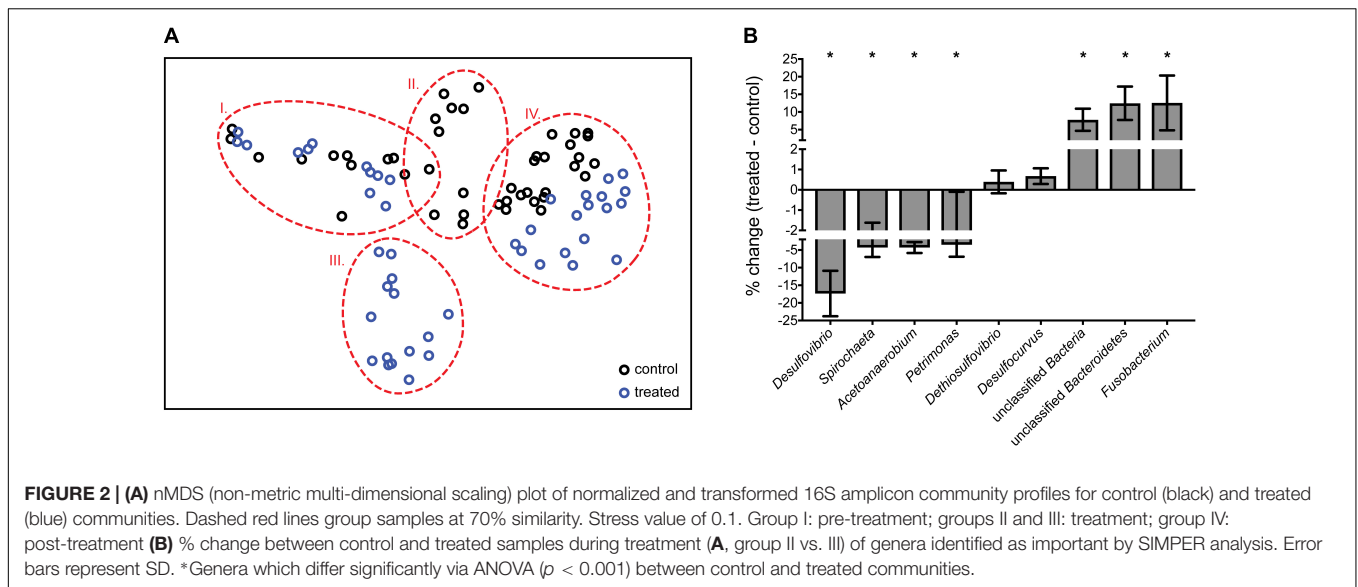 A
I.
II.
III.
IV.
control
treated
B
% change (treated - control)
* * * * * * *
25
20
15
10
5
2
1
0
-1
-2
-5
-10
-15
-20
-25
Desulfovibrio
Spirochaeta
Acetoanaerobium
Petrimonas
Dethiosulfovibrio
Desulfocurvus
unclassified Bacteria
unclassified Bacteroidetes
Fusobacterium
FIGURE 2 | (A) nMDS (non-metric multi-dimensional scaling) plot of normalized and transformed 16S amplicon community profiles for control (black) and treated
(blue) communities. Dashed red lines group samples at 70% similarity. Stress value of 0.1. Group I: pre-treatment; groups II and III: treatment; group IV:
post-treatment (B) % change between control and treated samples during treatment (A, group II vs. III) of genera identified as important by SIMPER analysis. Error
bars represent SD. *Genera which differ significantly via ANOVA (p < 0.001) between control and treated communities.